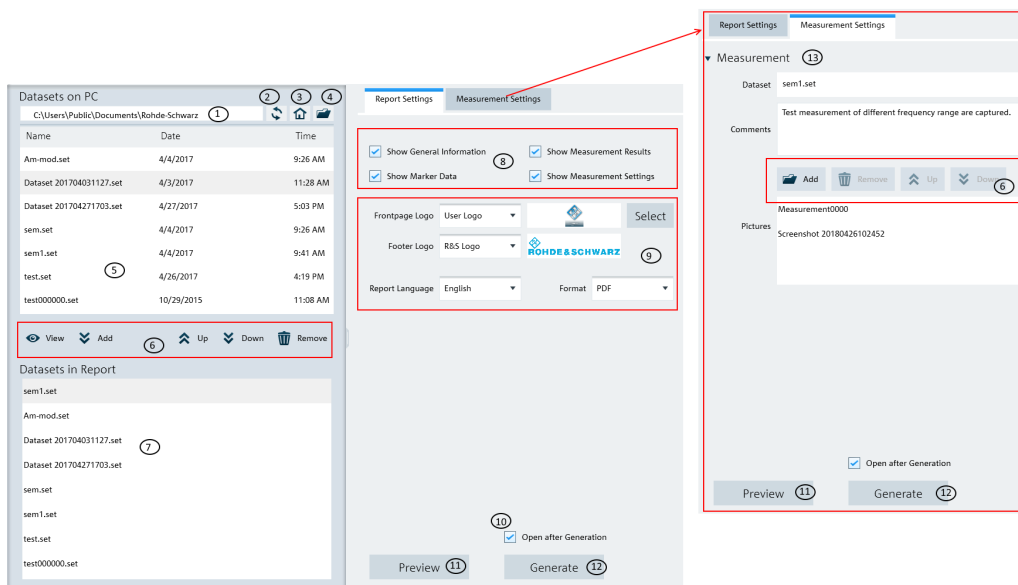 Datasets on PC
2 3 4
C:\Users\Public\Documents\Rohde-Schwarz 1
Name Date Time
Am-mod.set 4/4/2017 9:26 AM
Dataset 201704031127.set 4/3/2017 11:28 AM
Dataset 201704271703.set 4/27/2017 5:03 PM
sem.set 4/4/2017 9:26 AM
sem1.set 4/4/2017 9:41 AM
5
test.set 4/26/2017 4:19 PM
test000000.set 10/29/2015 11:08 AM
View Add 6 Up Down Remove
Datasets in Report
sem1.set
Am-mod.set
Dataset 201704031127.set
7
Dataset 201704271703.set
sem.set
sem1.set
test.set
test000000.set
Report Settings Measurement Settings
Show General Information Show Measurement Results
8
Show Marker Data Show Measurement Settings
Frontpage Logo User Logo Select
Footer Logo R&S Logo ROHDE&SCHWARZ 9
Report Language English Format PDF
10
Open after Generation
Preview 11 Generate 12
Report Settings Measurement Settings
Measurement 13
Dataset sem1.set
Test measurement of different frequency range are captured.
Comments
Add Remove Up Down 6
Measurement0000
Pictures
Screenshot 20180426102452
Open after Generation
Preview 11 Generate 12